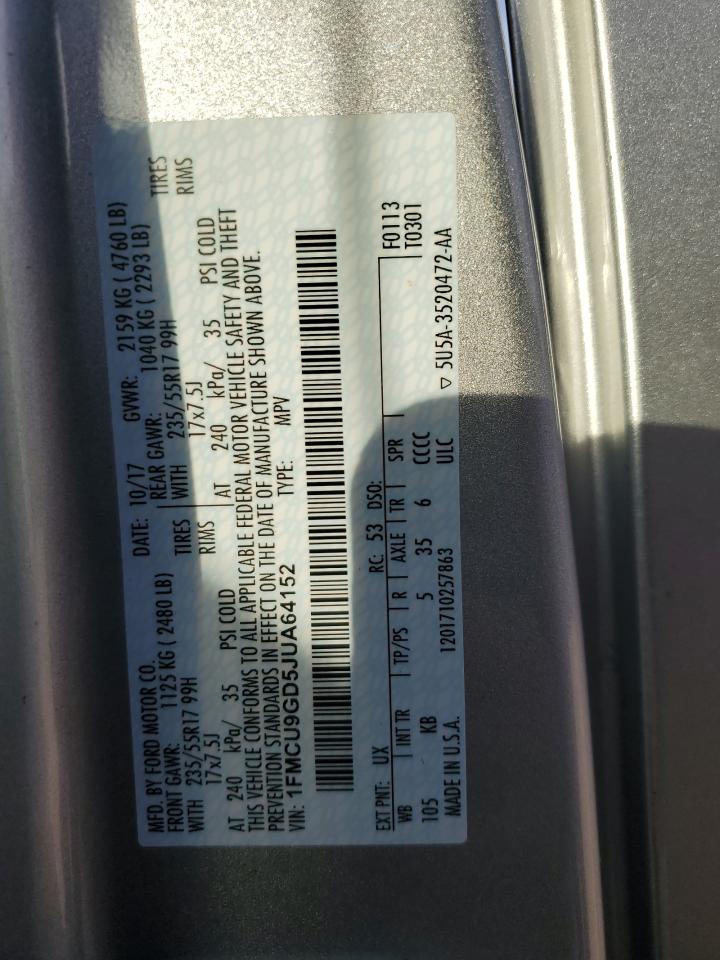 MFD. BY FORD MOTOR CO. DATE: 10/17 GVWR: 2159 KG ( 4760 LB)
FRONT GAWR: 1125 KG ( 2480 LB) REAR GAWR: 1040 KG ( 2293 LB)
WITH 235/55R17 99H TIRES WITH 235/55R17 99H TIRES
17x7.5J RIMS 17x7.5J RIMS
AT 240 kPa/ 35 PSI COLD AT 240 kPa/ 35 PSI COLD
THIS VEHICLE CONFORMS TO ALL APPLICABLE FEDERAL MOTOR VEHICLE SAFETY AND THEFT
PREVENTION STANDARDS IN EFFECT ON THE DATE OF MANUFACTURE SHOWN ABOVE.
VIN: 1FMCU9GD5JUA64152 TYPE: MPV
EXT PNT: UX RC: 53 DSO: F0113
WB INT TR TP/PS R AXLE TR SPR T0301
105 KB 5 35 6 CCCC
MADE IN U.S.A. 1201710257863 ULC ▽ 5U5A-3520472-AA